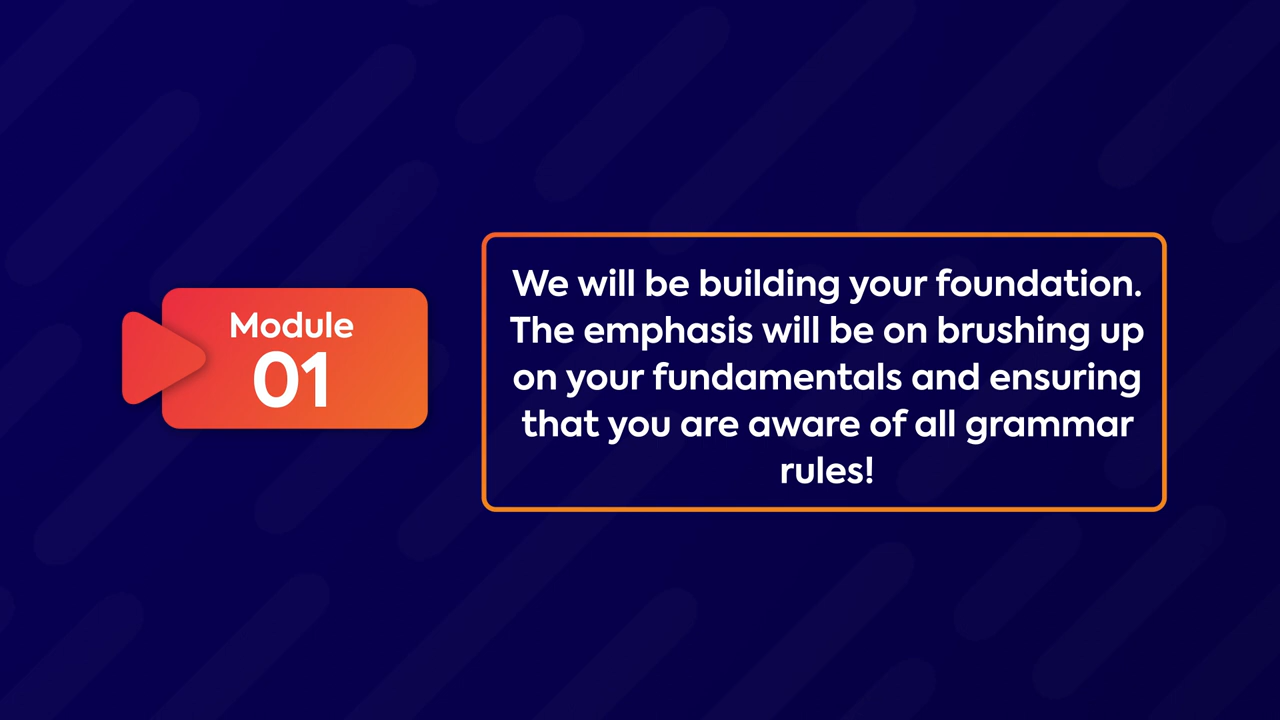 Module
01
We will be building your foundation.
The emphasis will be on brushing up
on your fundamentals and ensuring
that you are aware of all grammar
rules!